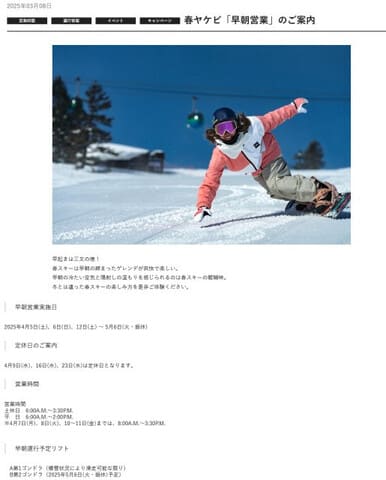 2025年03月08日
営業時間 運行情報 イベント キャンペーン 春ヤケビ「早朝営業」のご案内
早起きは三文の徳！
春スキーは早朝の締まったゲレンデが爽快で楽しい。
早朝の冷たい空気と陽射しの温もりを感じられるのは春スキーの醍醐味。
冬とは違った春スキーの楽しみ方を是非ご体験ください。
早朝営業実施日
2025年4月5日(土)、6日(日)、12日(土)～ 5月6日(火・振休)
定休日のご案内
4月9日(水)、16日(水)、23日(水)は定休日となります。
営業時間
営業時間
土休日 6:00A.M.～3:30P.M.
平 日 6:00A.M.～2:00P.M.
※4月7日(月)、8日(火)、10～11日(金)までは、8:00A.M.～3:30P.M.
早朝運行予定リフト
A第1ゴンドラ（積雪状況により滑走可能な限り）
B第2ゴンドラ（2025年5月6日(火・振休)予定）